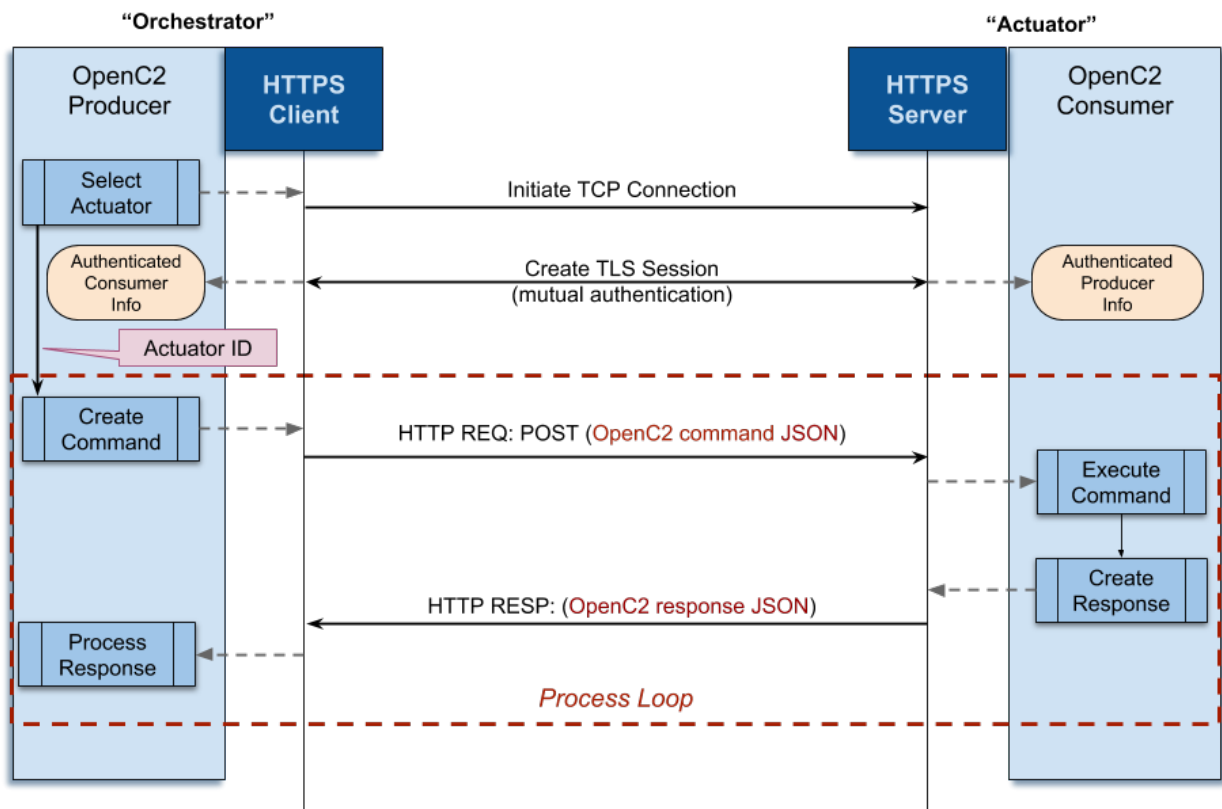 “Orchestrator”
“Actuator”
OpenC2
Producer
HTTPS
Client
HTTPS
Server
OpenC2
Consumer
Select
Actuator
Initiate TCP Connection
Authenticated
Consumer
Info
Create TLS Session
(mutual authentication)
Authenticated
Producer
Info
Actuator ID
Create
Command
HTTP REQ: POST (OpenC2 command JSON)
Execute
Command
Create
Response
HTTP RESP: (OpenC2 response JSON)
Process
Response
Process Loop